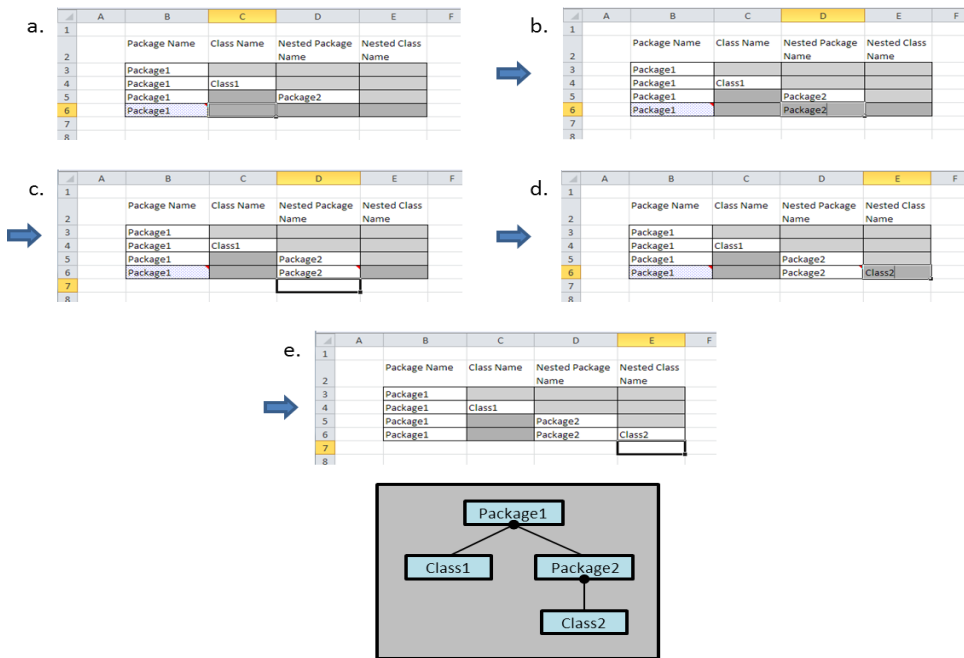 a.
A B C D E F
1
Package Name Class Name Nested Package Nested Class
2 Name Name
3 Package1
4 Package1 Class1
5 Package1 Package2
6 Package1
7
8
b.
A B C D E F
1
Package Name Class Name Nested Package Nested Class
2 Name Name
3 Package1
4 Package1 Class1
5 Package1 Package2
6 Package1 Package2
7
8
c.
A B C D E F
1
Package Name Class Name Nested Package Nested Class
2 Name Name
3 Package1
4 Package1 Class1
5 Package1 Package2
6 Package1 Package2
7
8
d.
A B C D E F
1
Package Name Class Name Nested Package Nested Class
2 Name Name
3 Package1
4 Package1 Class1
5 Package1 Package2
6 Package1 Package2 Class2
7
8
e.
A B C D E F
1
Package Name Class Name Nested Package Nested Class
2 Name Name
3 Package1
4 Package1 Class1
5 Package1 Package2
6 Package1 Package2 Class2
7
8
Package1
Class1 Package2
Class2